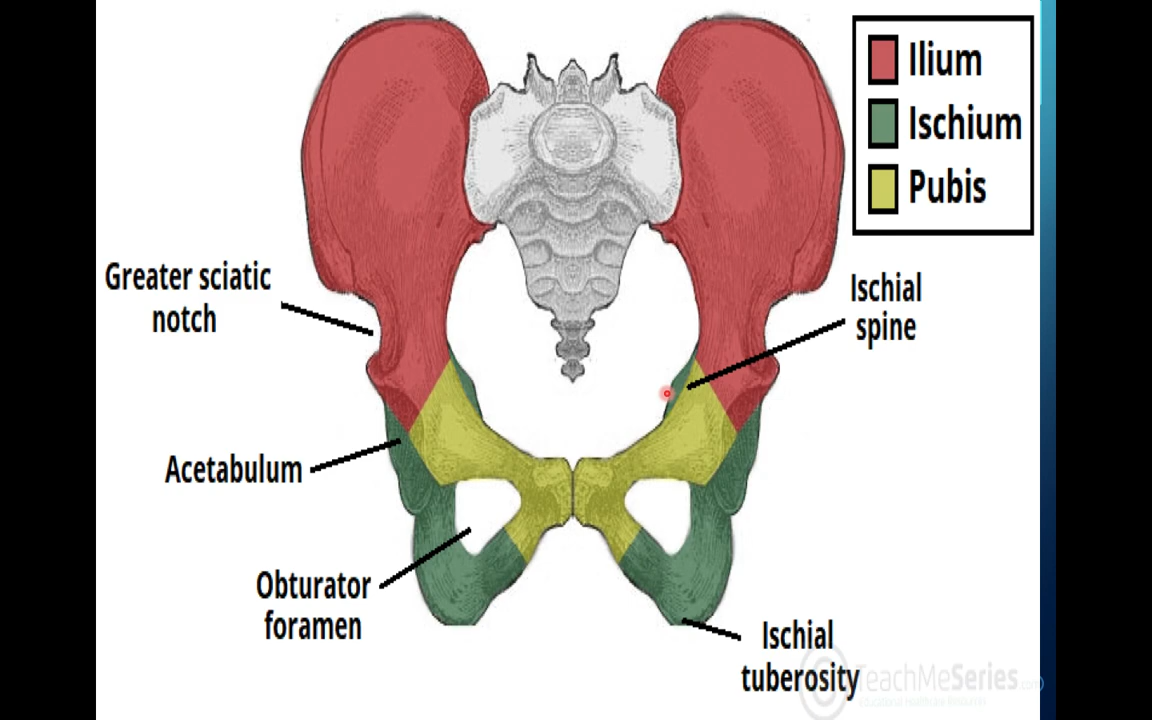 Ilium
Ischium
Pubis
Greater sciatic
notch
Ischial
spine
Acetabulum
Obturator
foramen
Ischial
tuberosity
TeachMeSeries